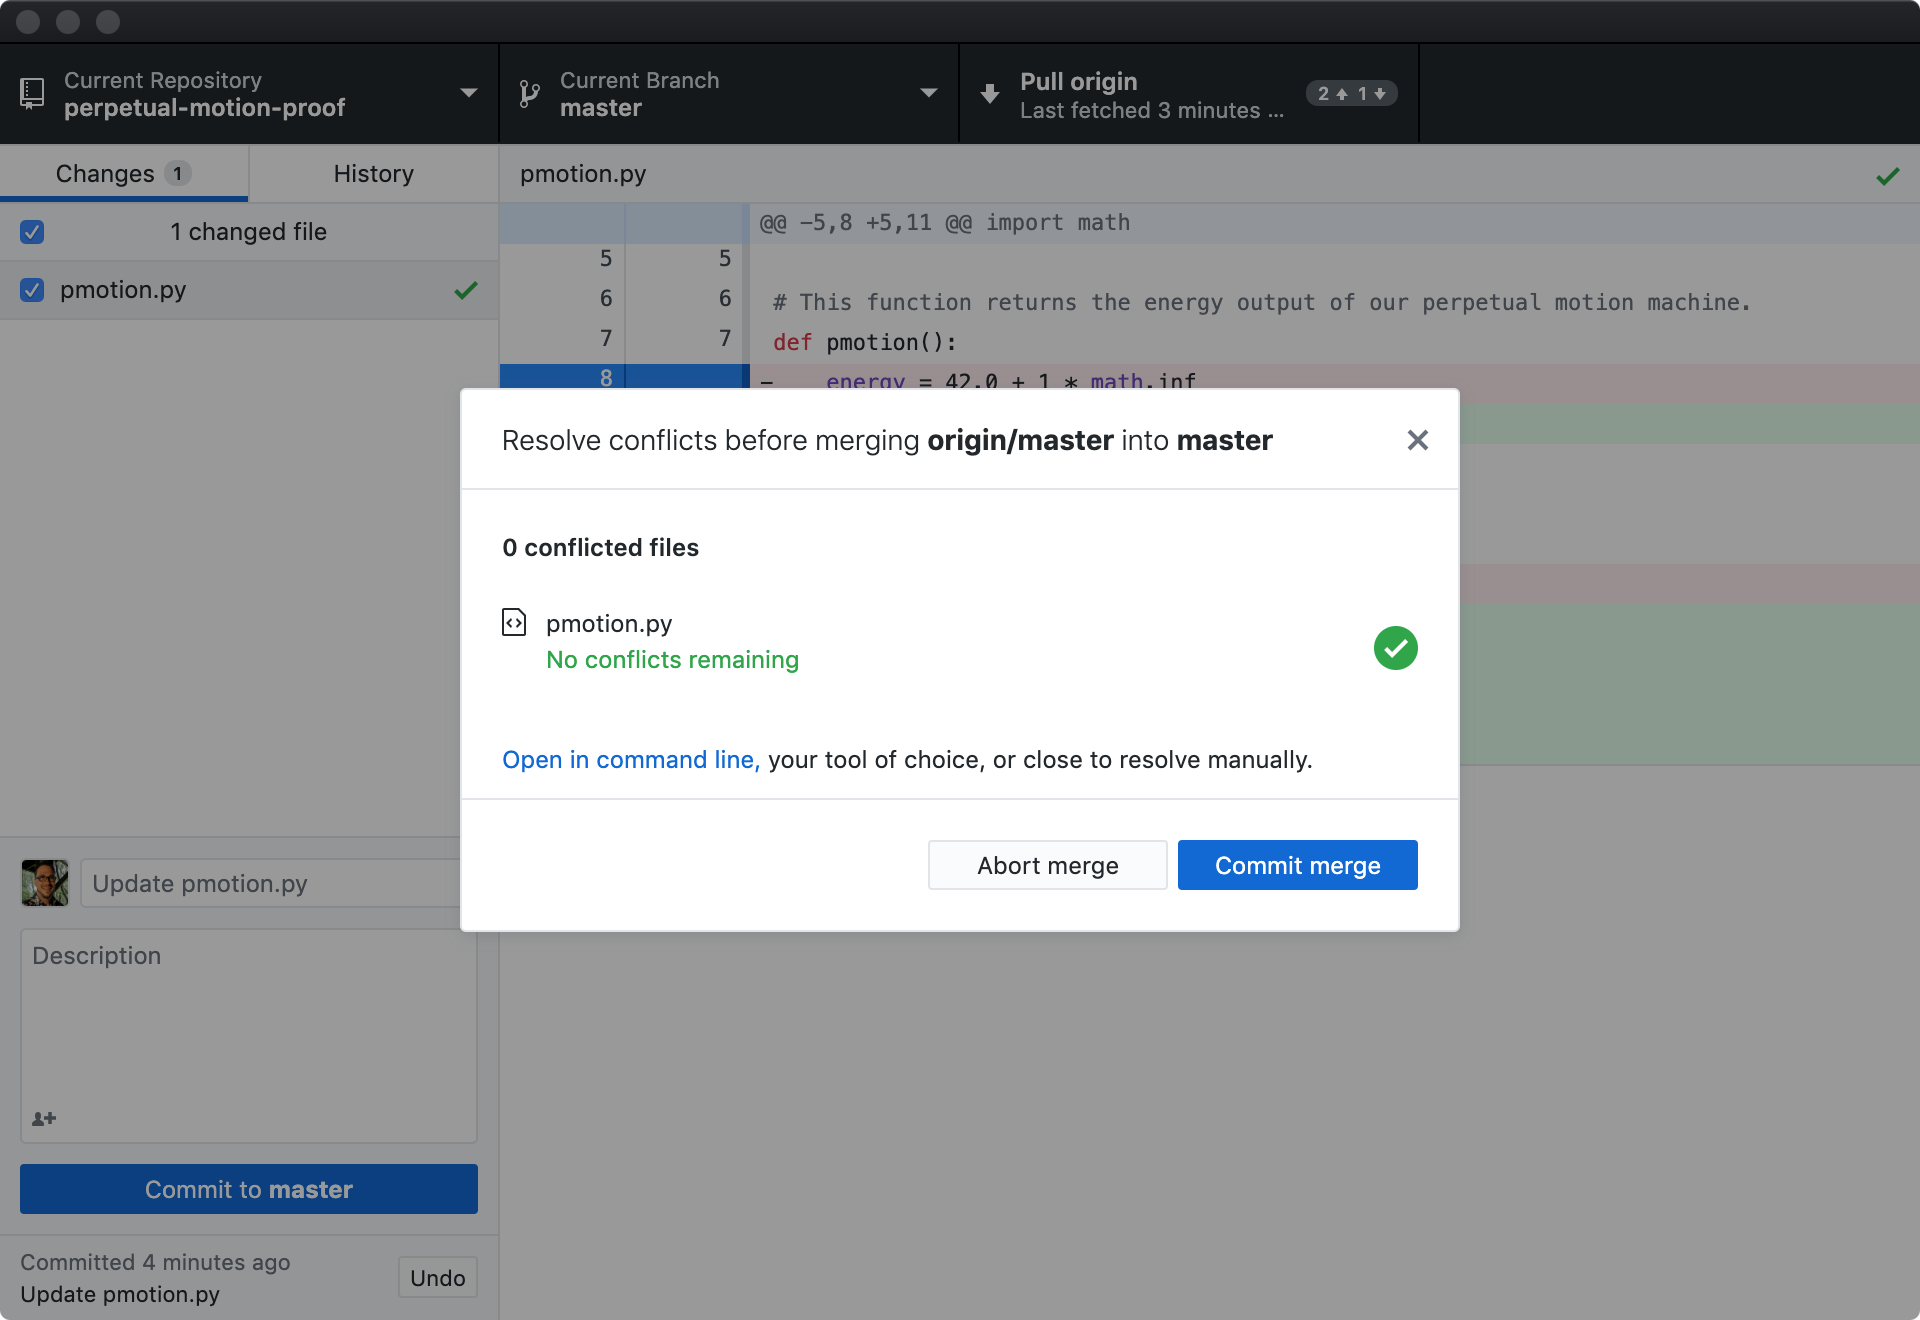 Current Repository
perpetual-motion-proof
Current Branch
master
Pull origin
Last fetched 3 minutes ...
2 1
Changes 1
History
pmotion.py
1 changed file
pmotion.py
@@ -5,8 +5,11 @@ import math
5 5
6 6 # This function returns the energy output of our perpetual motion machine.
7 7 def pmotion():
8 - energy = 42.0 + 1 * math.inf
Resolve conflicts before merging origin/master into master
0 conflicted files
pmotion.py
No conflicts remaining
Open in command line, your tool of choice, or close to resolve manually.
Abort merge
Commit merge
Update pmotion.py
Description
Commit to master
Committed 4 minutes ago
Update pmotion.py
Undo